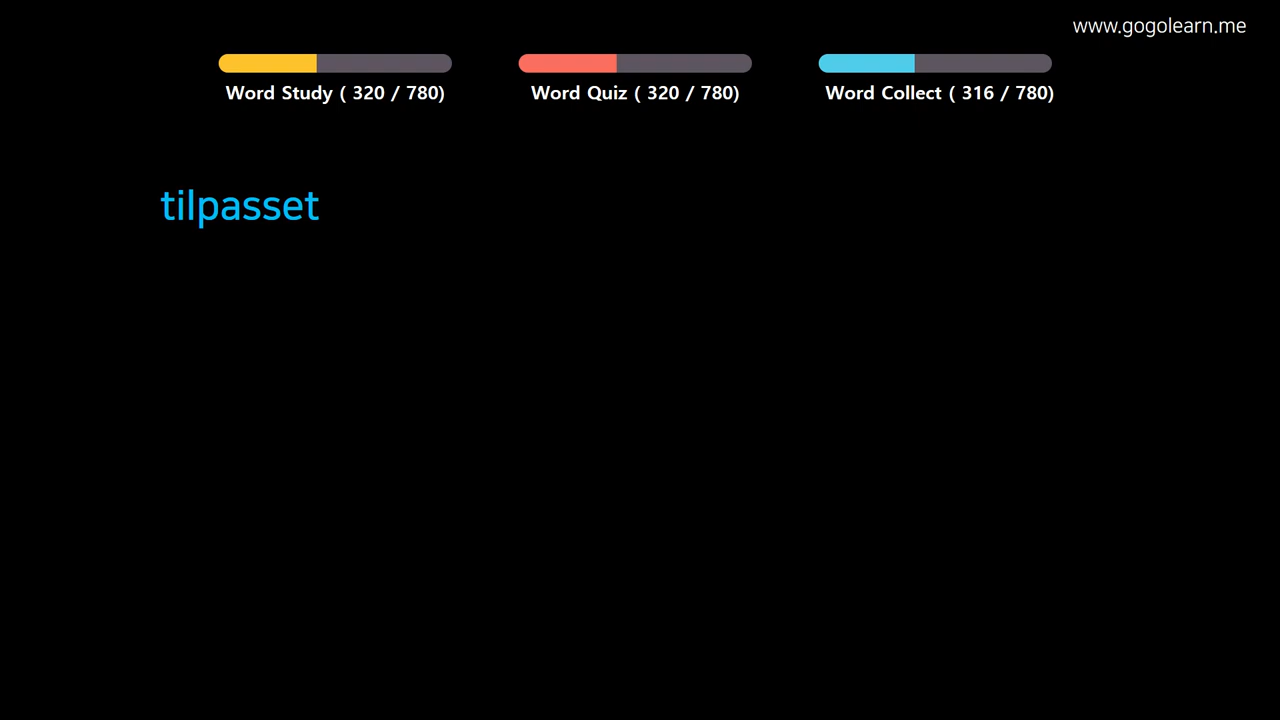 www.gogolearn.me
Word Study ( 320 / 780)
Word Quiz ( 320 / 780)
Word Collect ( 316 / 780)
tilpasset